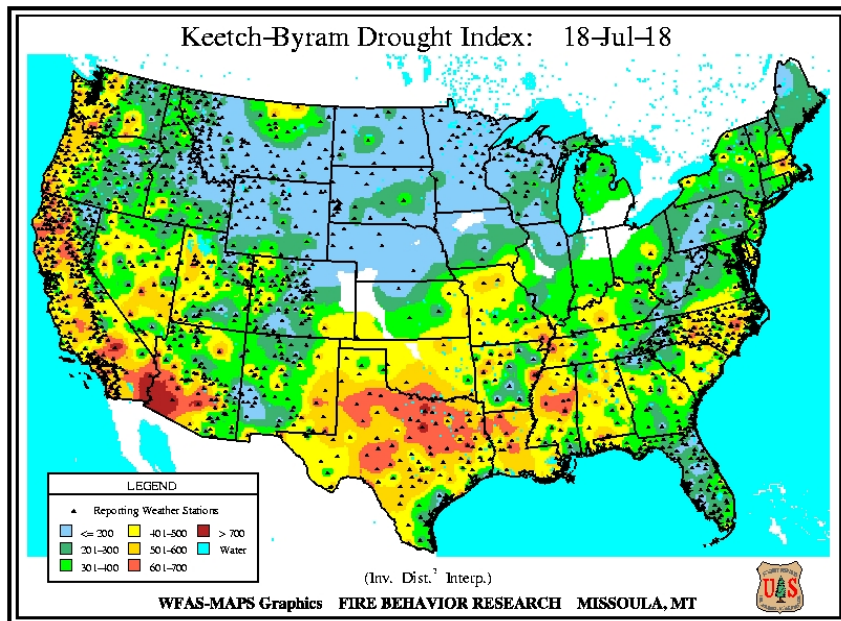 Keetch-Byram Drought Index: 18-Jul-18
LEGEND
Reporting Weather Stations
<= 200
401-500
> 700
201-300
501-600
Water
301-400
601-700
(Inv. Dist.² Interp.)
WFAS-MAPS Graphics FIRE BEHAVIOR RESEARCH MISSOULA, MT
U S